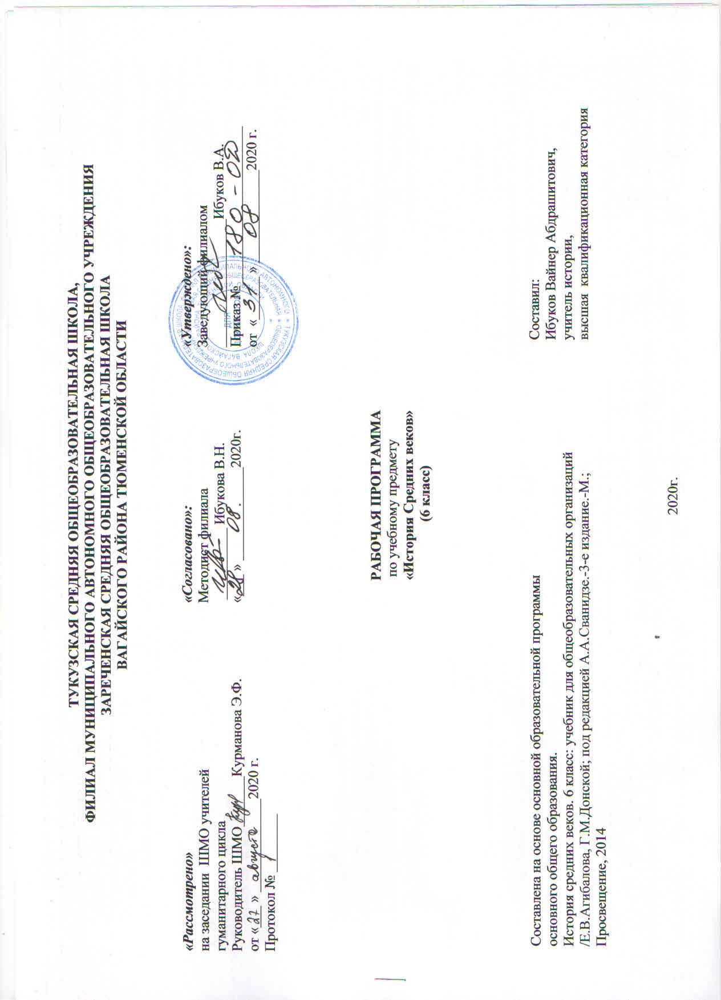 ТУКУЗСКАЯ СРЕДНЯЯ ОБЩЕОБРАЗОВАТЕЛЬНАЯ ШКОЛА,
ФИЛИАЛ МУНИЦИПАЛЬНОГО АВТОНОМНОГО ОБЩЕОБРАЗОВАТЕЛЬНОГО УЧРЕЖДЕНИЯ
ЗАРЕЧЕНСКАЯ СРЕДНЯЯ ОБЩЕОБРАЗОВАТЕЛЬНАЯ ШКОЛА
ВАГАЙСКОГО РАЙОНА ТЮМЕНСКОЙ ОБЛАСТИ
«Рассмотрено»
на заседании ШМО учителей
гуманитарного цикла
Руководитель ШМО Курманова Э.Ф.
от «27» августа 2020 г.
Протокол № 1
«Согласовано»:
Методист филиала
Ибукова В.Н.
«28» 08. 2020г.
«Утверждено»:
Заведующий филиалом
Ибуков В.А.
Приказ № 180-ОД
от «31» 08 2020 г.
РАБОЧАЯ ПРОГРАММА
по учебному предмету
«История Средних веков»
(6 класс)
Составлена на основе основной образовательной программы
основного общего образования.
История средних веков. 6 класс: учебник для общеобразовательных организаций
/Е.В.Агибалова, Г.М.Донской; под редакцией А.А.Сванидзе.-3-е издание.-М.;
Просвещение, 2014
Составил:
Ибуков Вайнер Абдрашитович,
учитель истории,
высшая квалификационная категория
2020г.